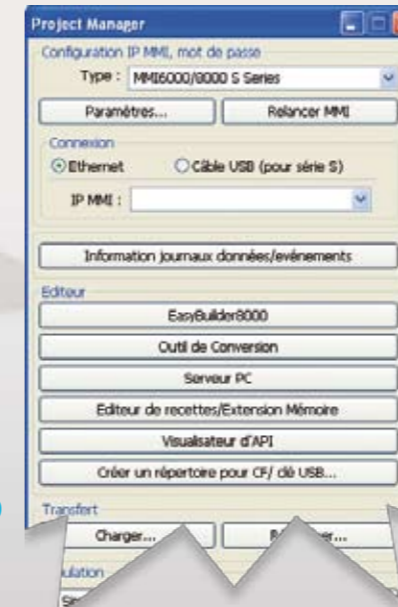 Project Manager
Configuration IP MMI, mot de passe
Type : MMI6000/8000 S Series
Paramètres... Relancer MMI
Connexion
Ethernet Câble USB (pour série S)
IP MMI :
Information journaux données/evénements
Editeur
EasyBuilder8000
Outil de Conversion
Serveur PC
Editeur de recettes/Extension Mémoire
Visualisateur d'API
Créer un répertoire pour CF/ clé USB...
Transfert
Charger...